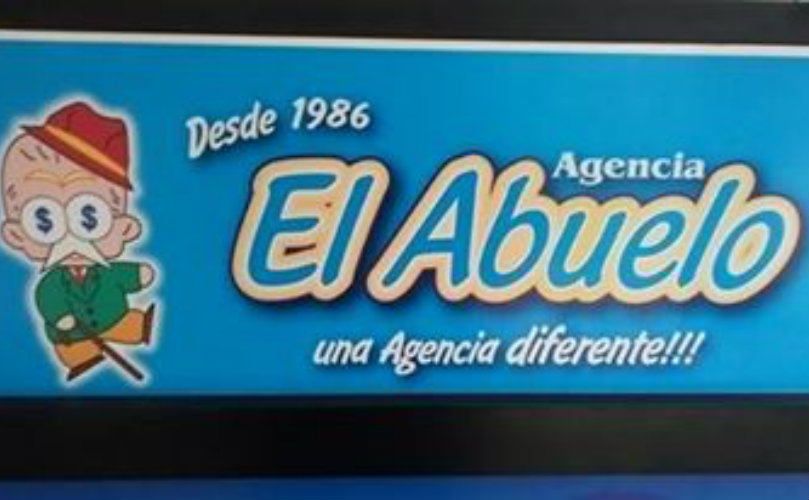 Desde 1986
Agencia
El Abuelo
una Agencia diferente!!!
$ $